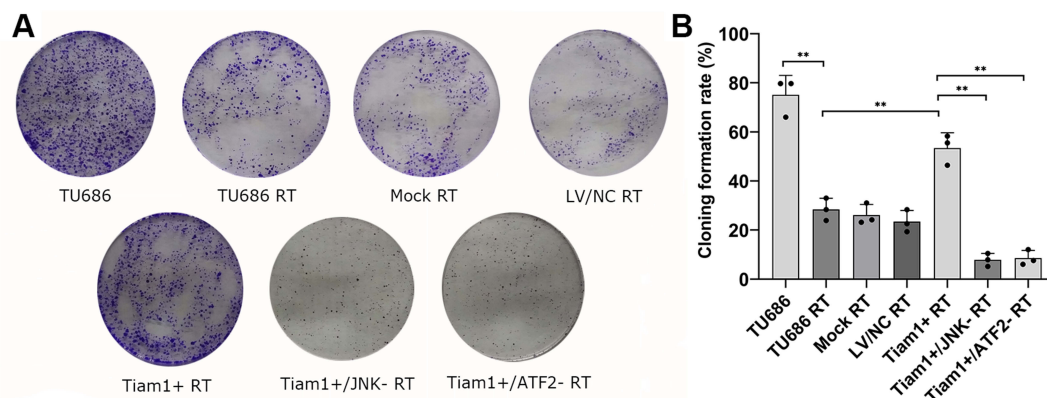 A
TU686
TU686 RT
Mock RT
LV/NC RT
Tiam1+ RT
Tiam1+/JNK- RT
Tiam1+/ATF2- RT
B
Cloning formation rate (%)
100
80
60
40
20
0
**
**
**
**
TU686
TU686 RT
Mock RT
LV/NC RT
Tiam1+ RT
Tiam1+/JNK- RT
Tiam1+/ATF2- RT